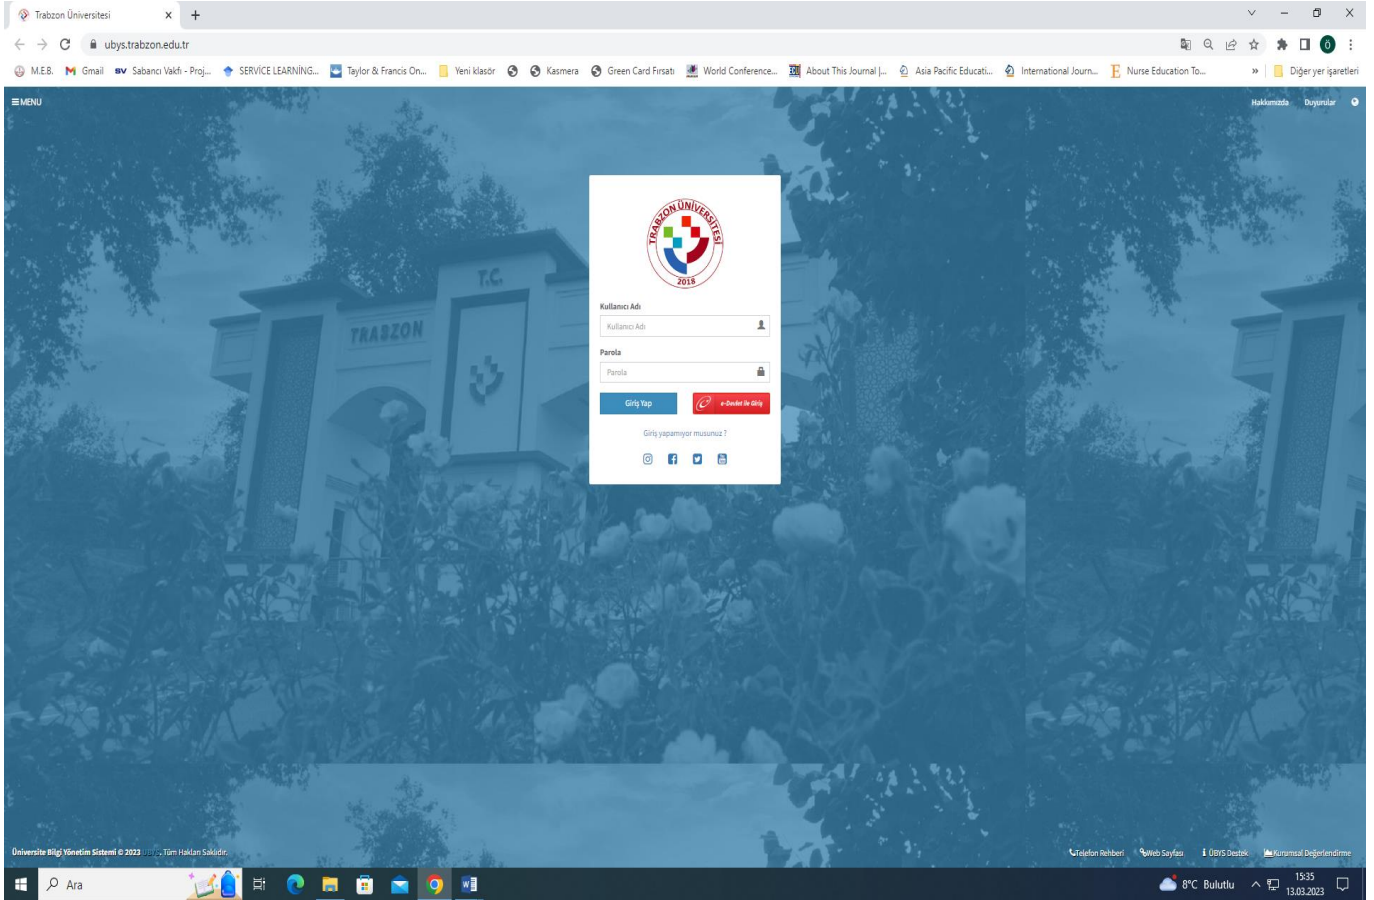 Trabzon Üniversitesi
ubys.trabzon.edu.tr
M.E.B. Gmail Sabancı Vakfı - Proj... SERVİCE LEARNİNG... Taylor & Francis On... Yeni klasör Kasmera Green Card Fırsatı World Conference... About This Journal |... Asia Pacific Educati... International Journ... Nurse Education To... » Diğer yer işaretleri
MENU
Hakkımızda Duyurular
TRABZON ÜNİVERSİTESİ
2018
T.C.
TRABZON
Kullanıcı Adı
Kullanıcı Adı
Parola
Parola
Giriş Yap e-Devlet ile Giriş
Giriş yapamıyor musunuz ?
Üniversite Bilgi Yönetim Sistemi © 2023 ÜBYS. Tüm Hakları Saklıdır.
Telefon Rehberi Web Sayfası ÜBYS Destek Kurumsal Değerlendirme
Ara
8°C Bulutlu
15:35
13.03.2023